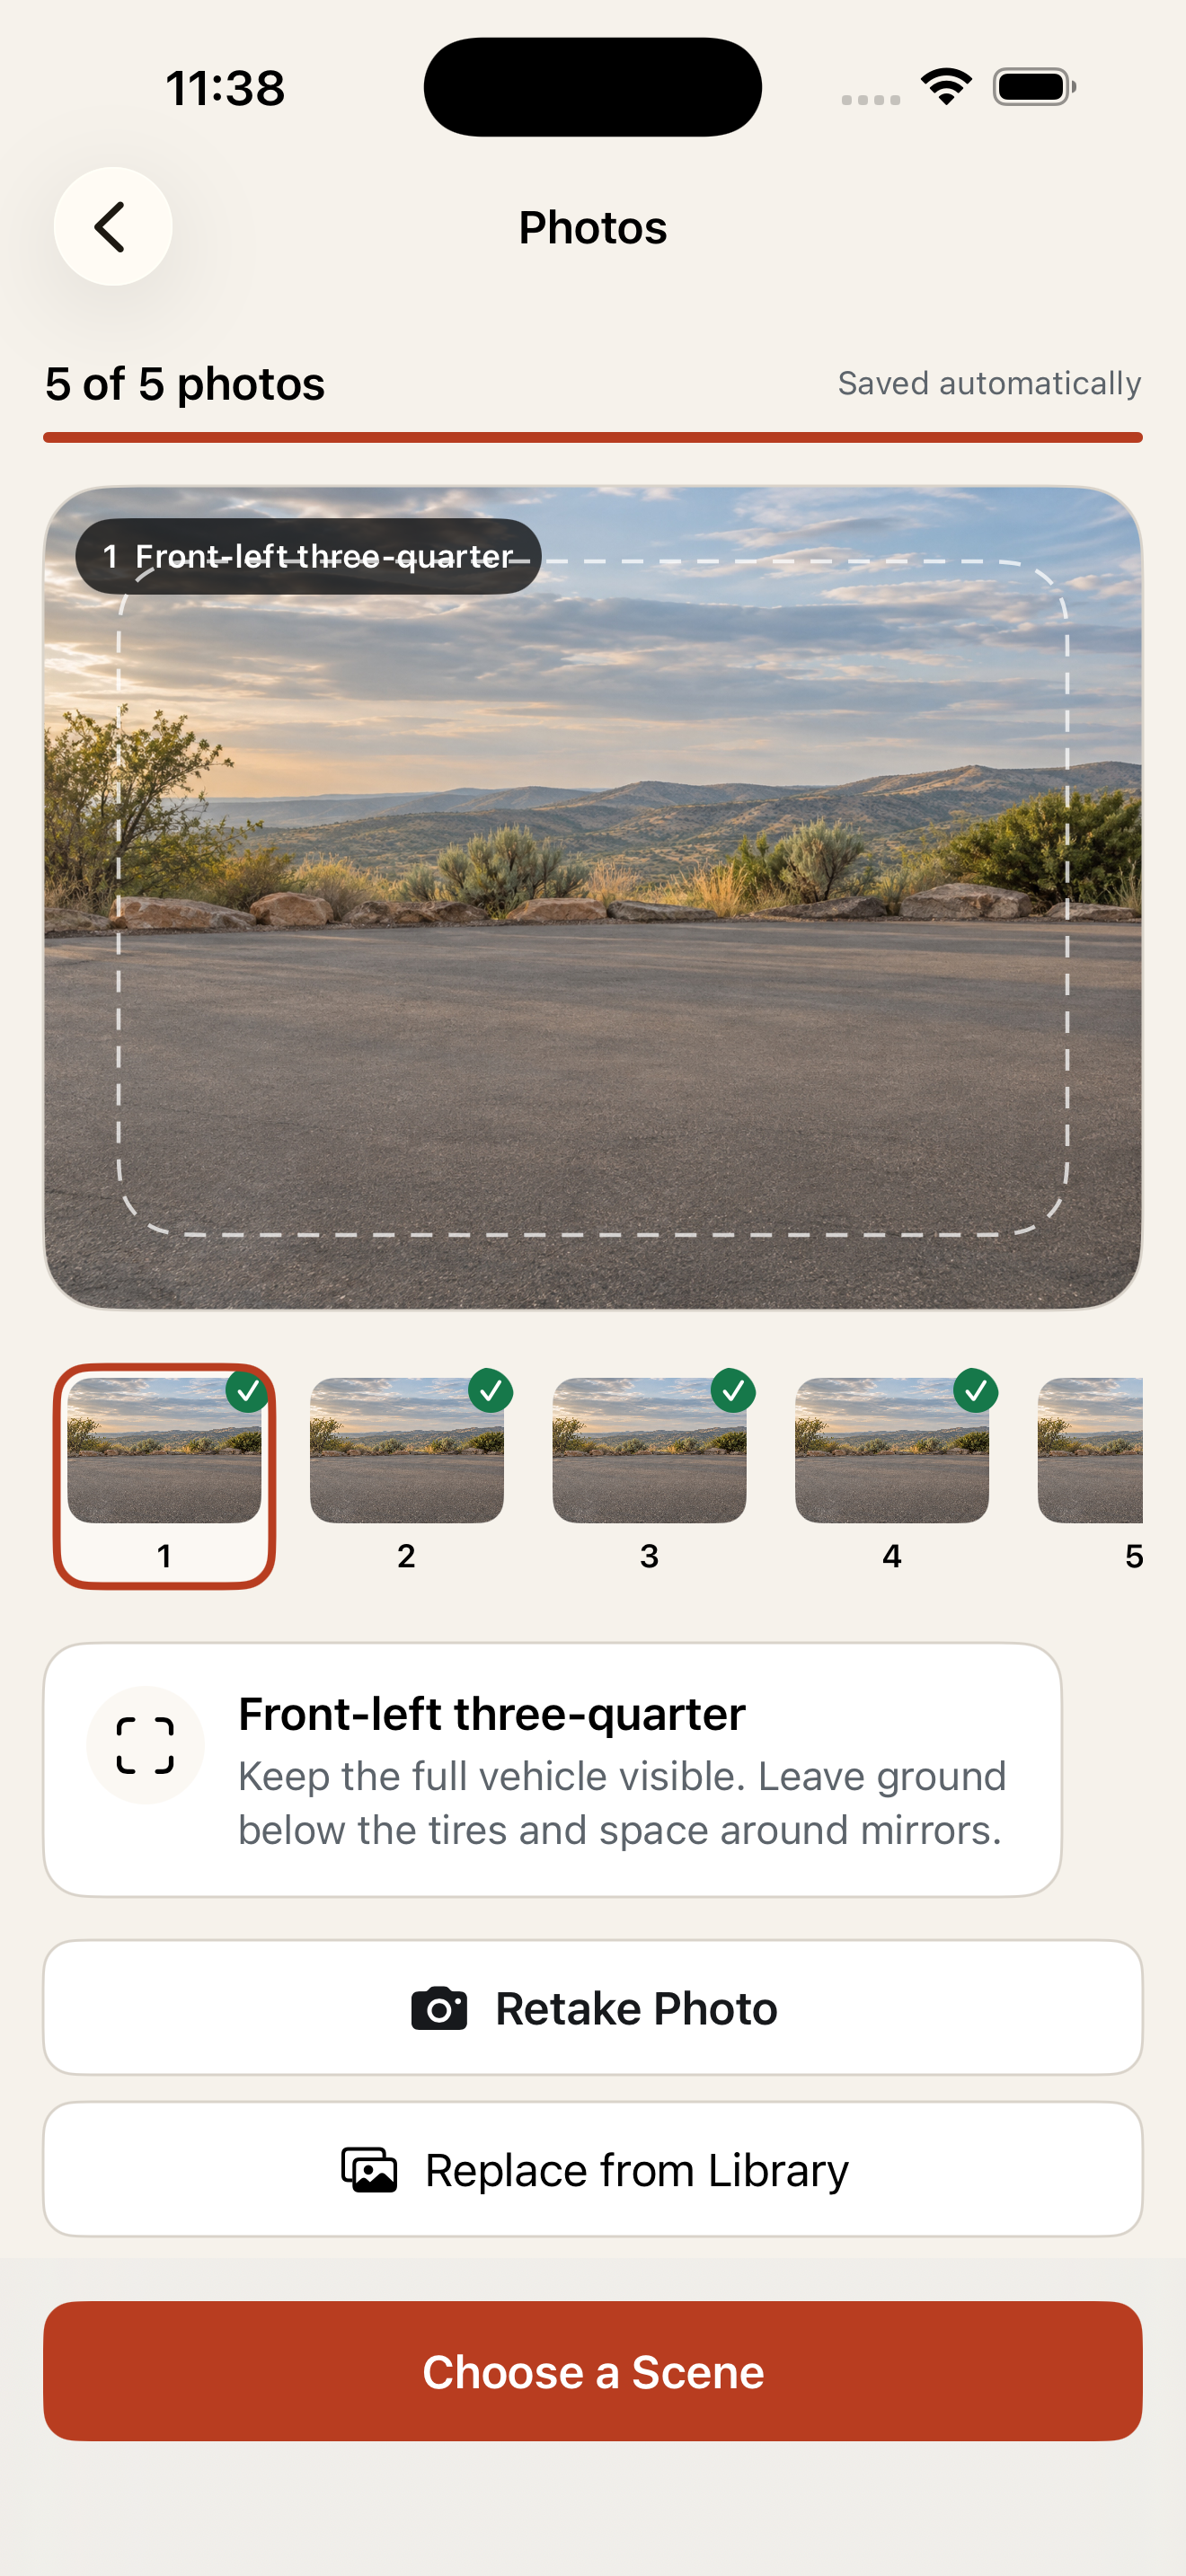 11:38
Photos
5 of 5 photos
Saved automatically
1 Front-left three-quarter
1
2
3
4
5
Front-left three-quarter
Keep the full vehicle visible. Leave ground
below the tires and space around mirrors.
Retake Photo
Replace from Library
Choose a Scene